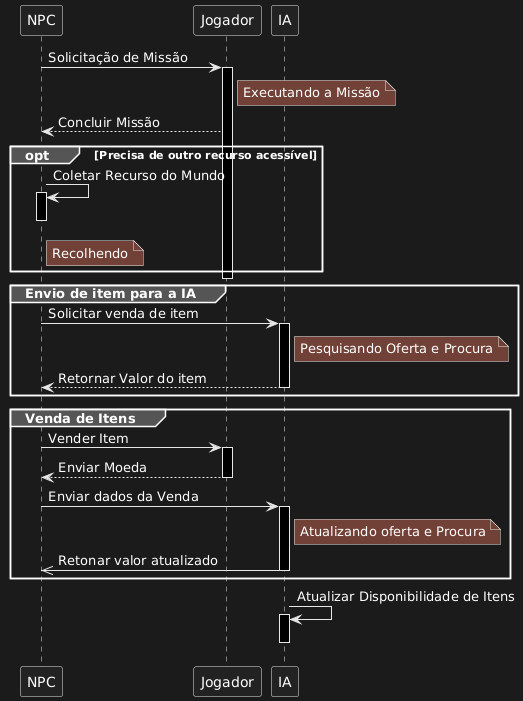 NPC Jogador IA
Solicitação de Missão
Executando a Missão
Concluir Missão
opt [Precisa de outro recurso acessível]
Coletar Recurso do Mundo
Recolhendo
Envio de item para a IA
Solicitar venda de item
Pesquisando Oferta e Procura
Retornar Valor do item
Venda de Itens
Vender Item
Enviar Moeda
Enviar dados da Venda
Atualizando oferta e Procura
Retonar valor atualizado
Atualizar Disponibilidade de Itens
NPC Jogador IA